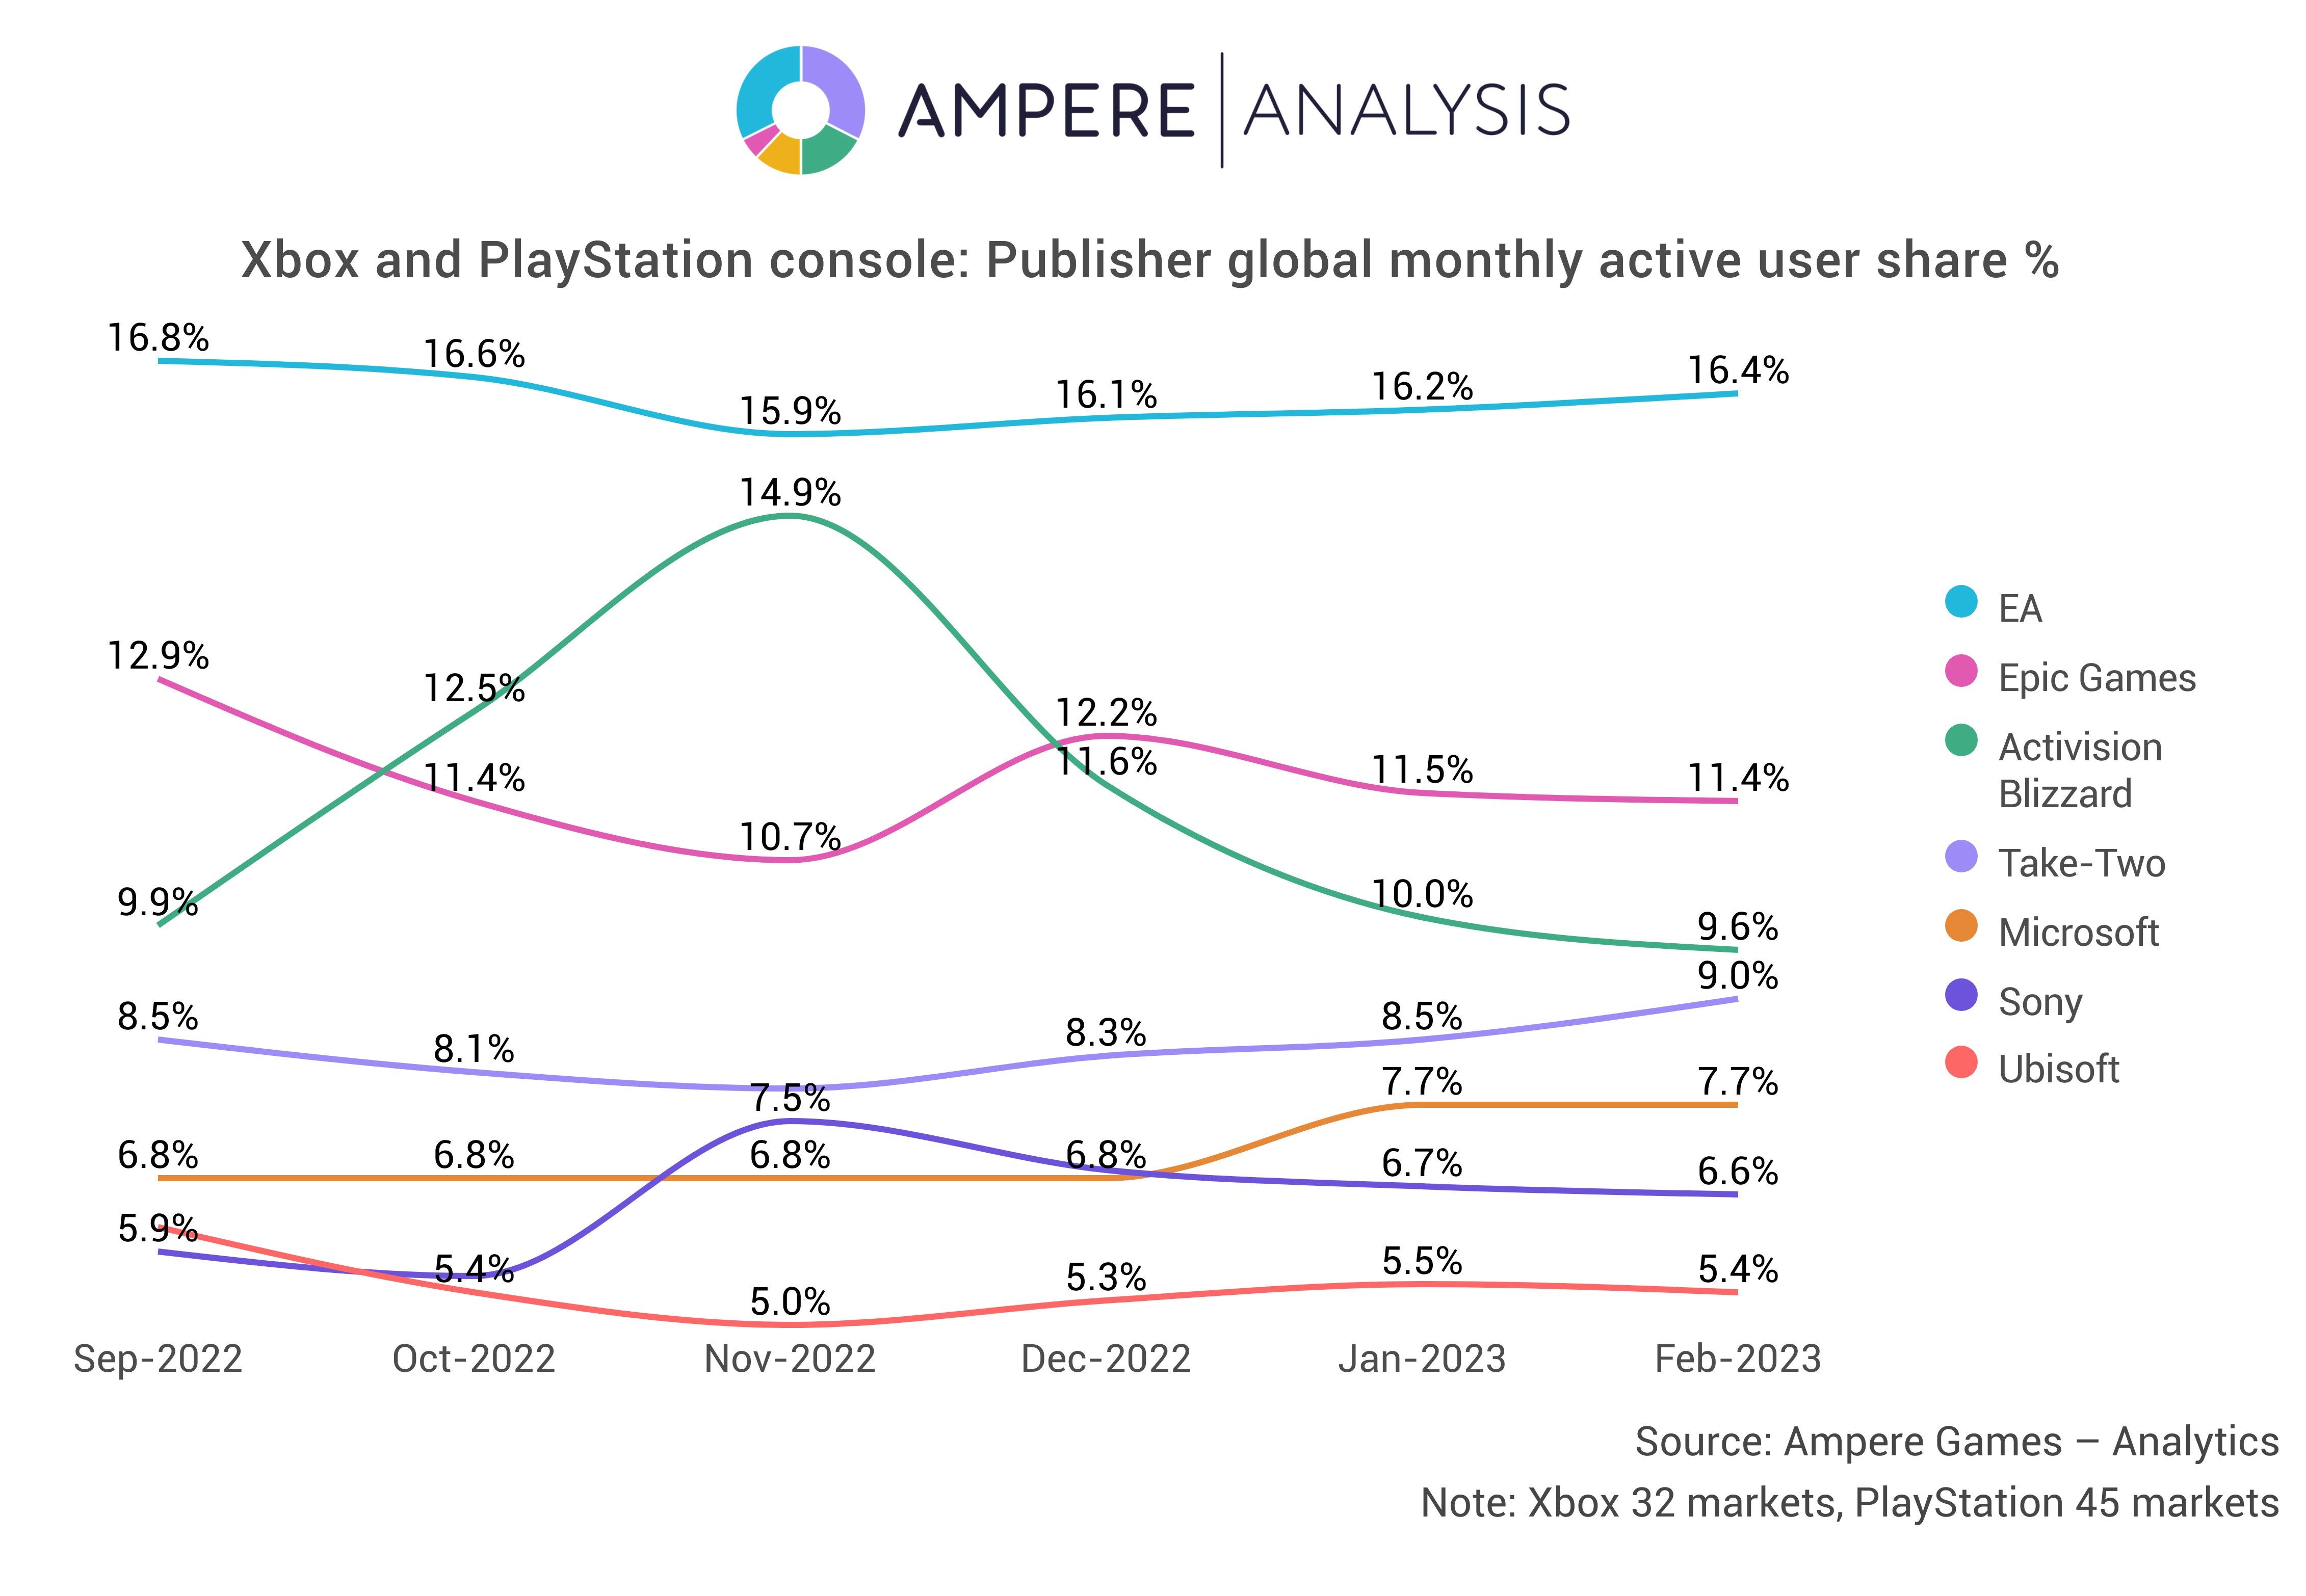 AMPERE ANALYSIS
Xbox and PlayStation console: Publisher global monthly active user share %
16.8%
16.6%
15.9%
16.1%
16.2%
16.4%
14.9%
12.9%
12.5%
12.2%
11.4%
11.6%
11.5%
11.4%
10.7%
9.9%
10.0%
9.6%
9.0%
8.5%
8.1%
8.3%
8.5%
7.5%
7.7%
7.7%
6.8%
6.8%
6.8%
6.8%
6.7%
6.6%
5.9%
5.4%
5.0%
5.3%
5.5%
5.4%
Sep-2022 Oct-2022 Nov-2022 Dec-2022 Jan-2023 Feb-2023
EA
Epic Games
Activision
Blizzard
Take-Two
Microsoft
Sony
Ubisoft
Source: Ampere Games – Analytics
Note: Xbox 32 markets, PlayStation 45 markets